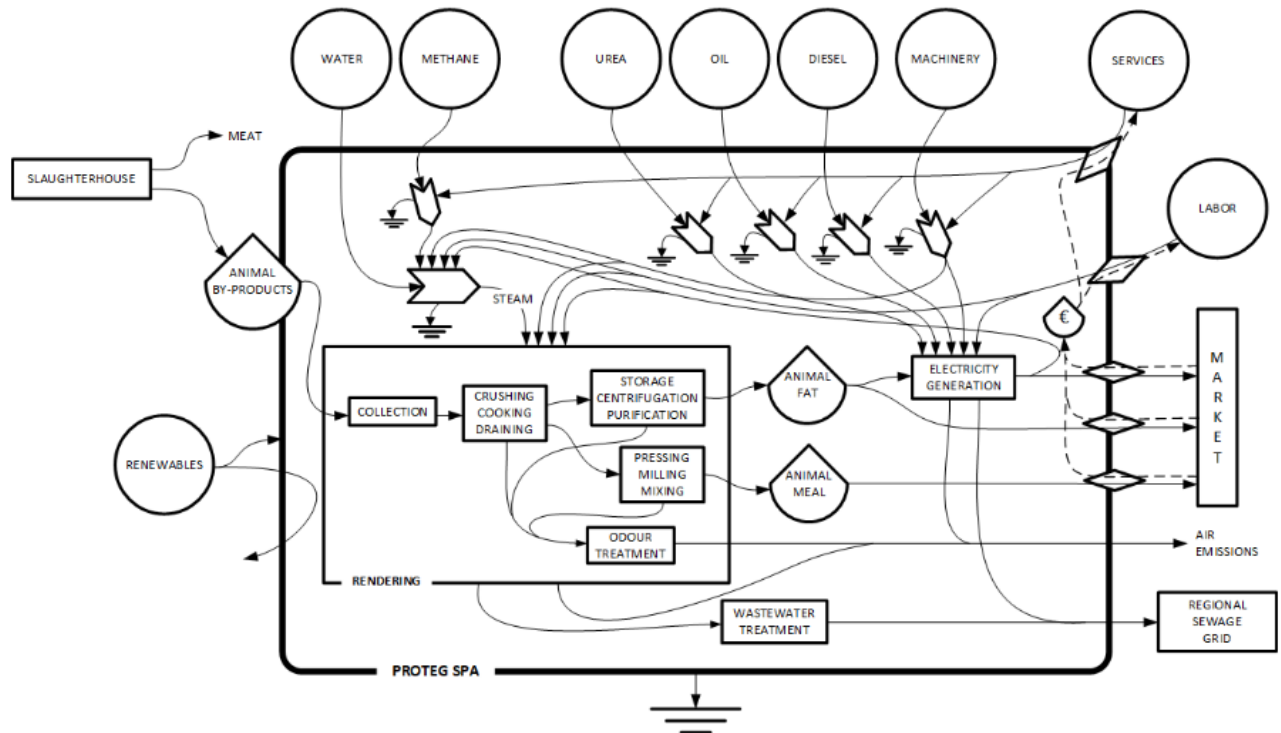 WATER
METHANE
UREA
OIL
DIESEL
MACHINERY
SERVICES
MEAT
SLAUGHTERHOUSE
LABOR
ANIMAL
BY-PRODUCTS
STEAM
€
MARKET
STORAGE
CENTRIFUGATION
PURIFICATION
ANIMAL
FAT
ELECTRICITY
GENERATION
COLLECTION
CRUSHING
COOKING
DRAINING
RENEWABLES
PRESSING
MILLING
MIXING
ANIMAL
MEAL
ODOUR
TREATMENT
AIR
EMISSIONS
RENDERING
WASTEWATER
TREATMENT
REGIONAL
SEWAGE
GRID
PROTEG SPA